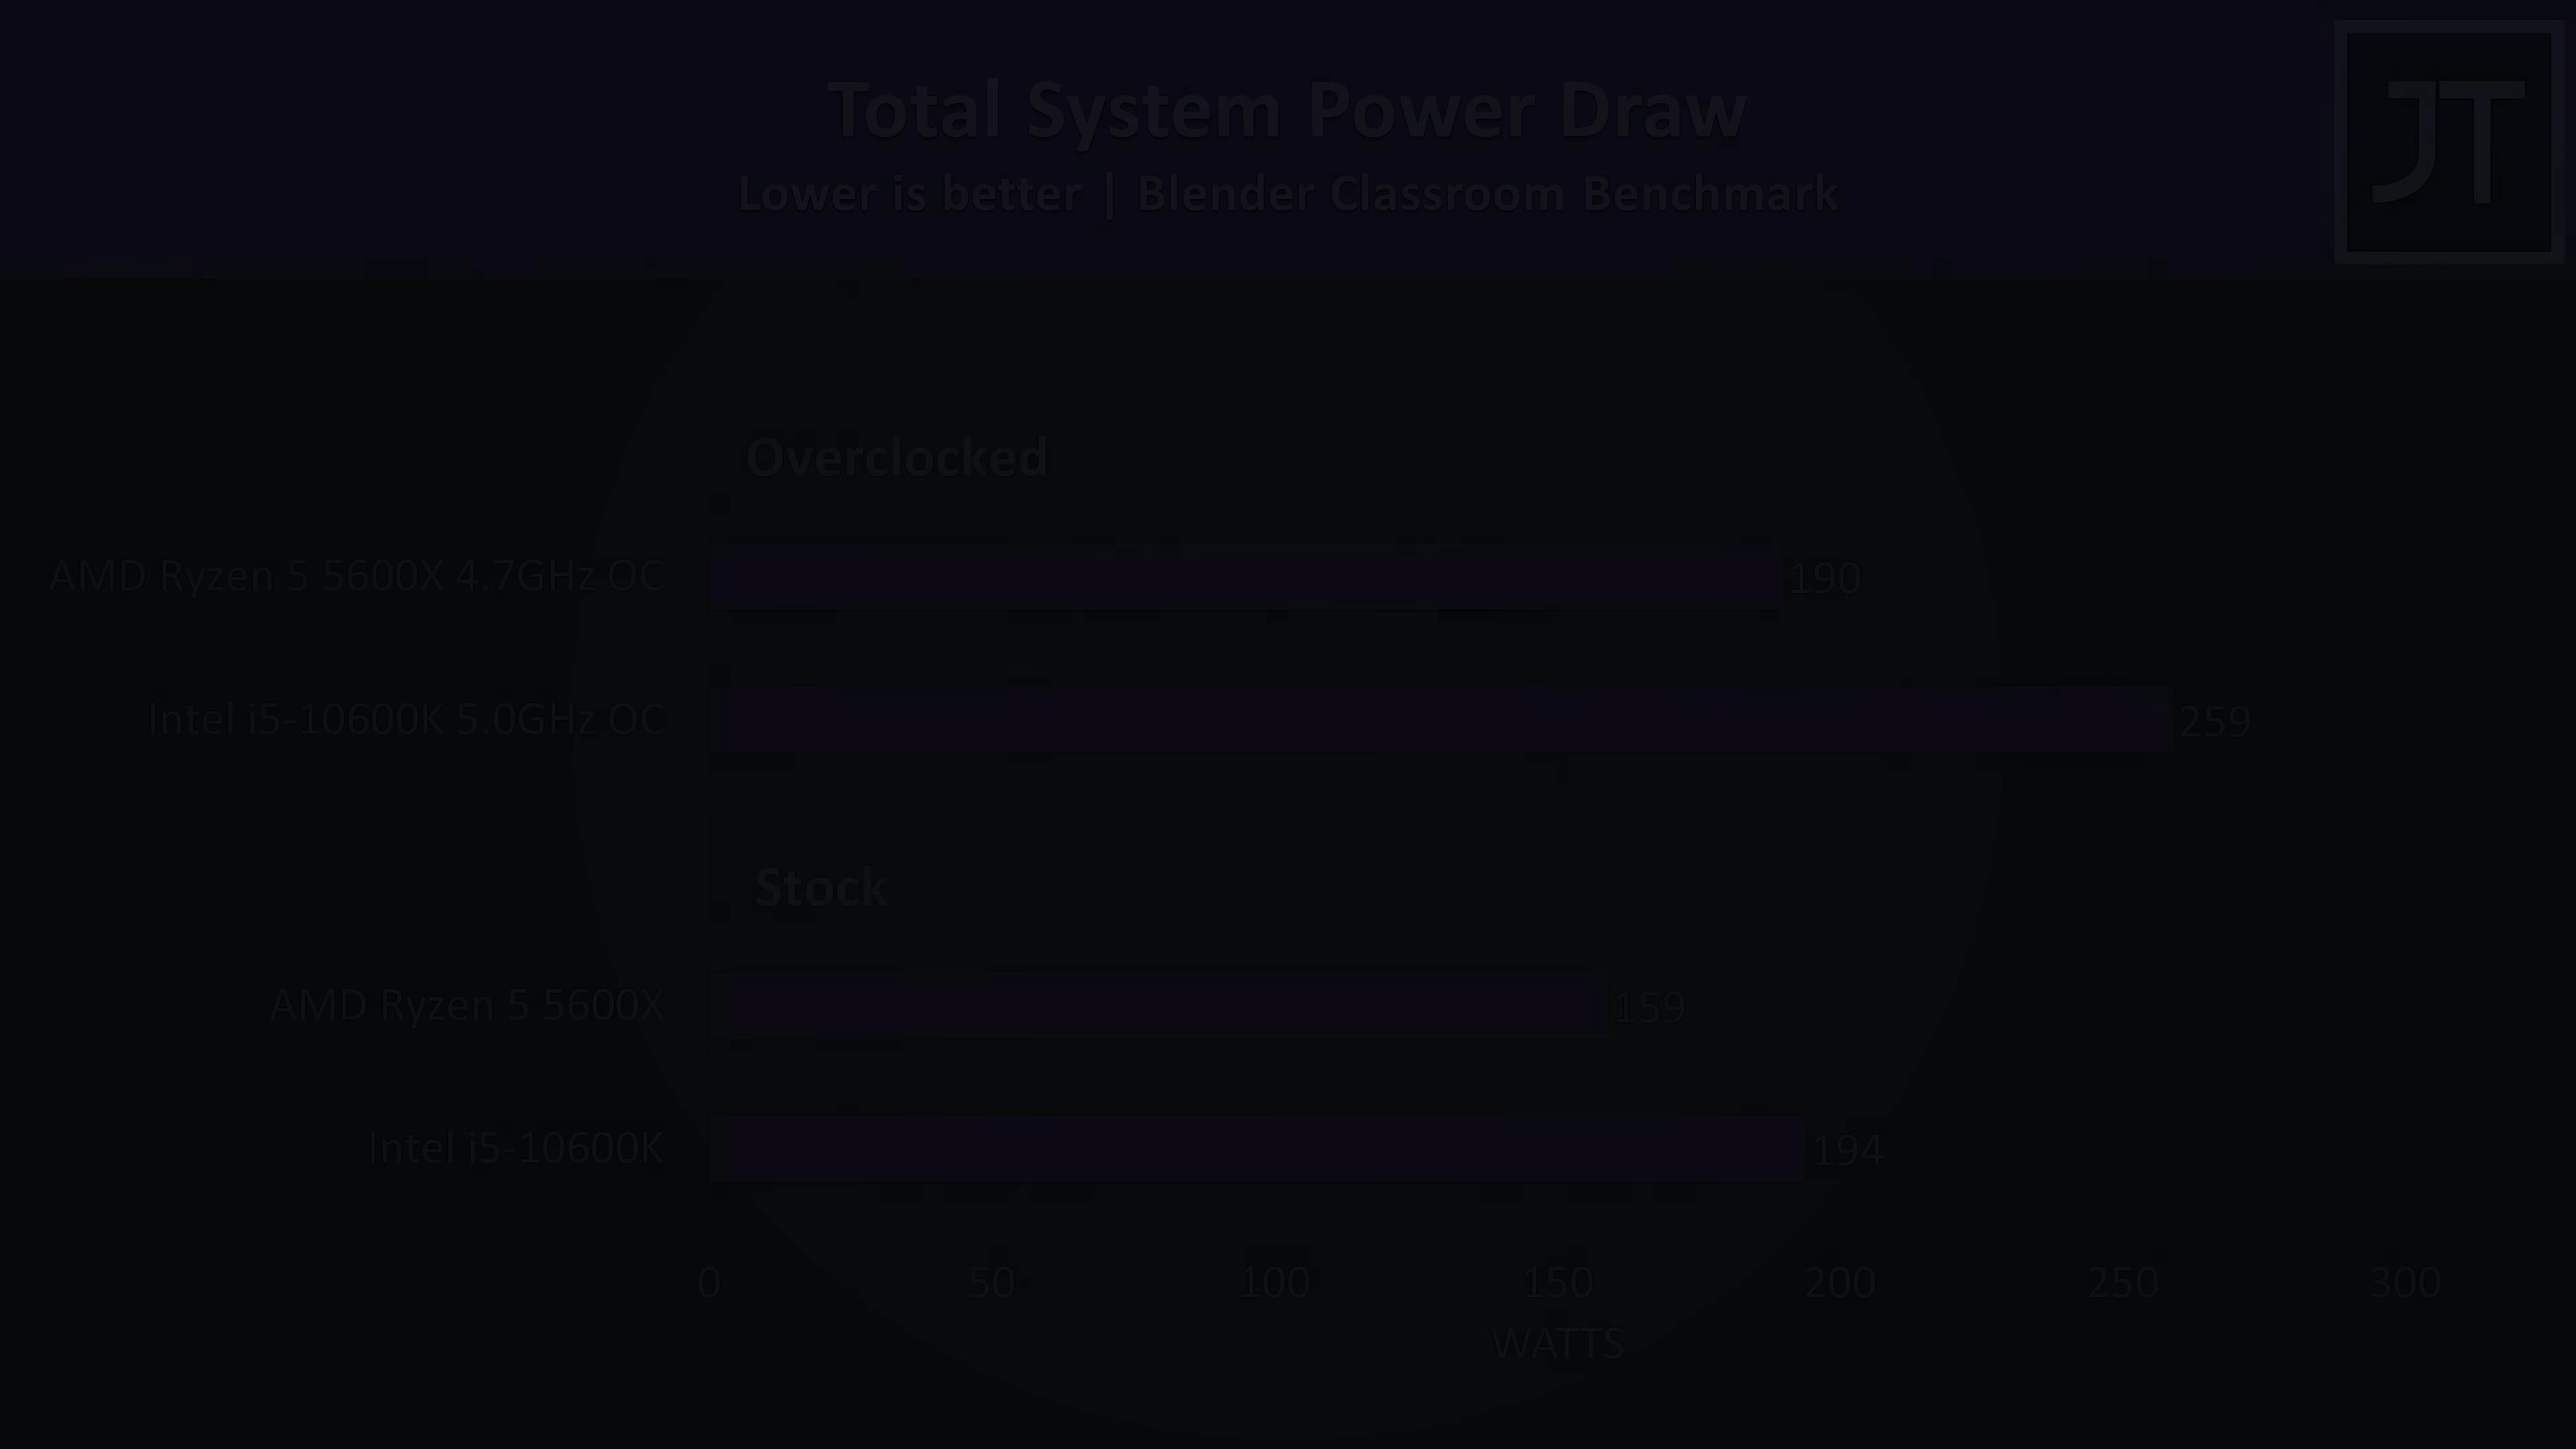 JT
Total System Power Draw
Lower is better | Blender Classroom Benchmark
Overclocked
AMD Ryzen 5 5600X 4.7GHz OC 190
Intel i5-10600K 5.0GHz OC 259
Stock
AMD Ryzen 5 5600X 159
Intel i5-10600K 194
0 50 100 150 200 250 300
WATTS